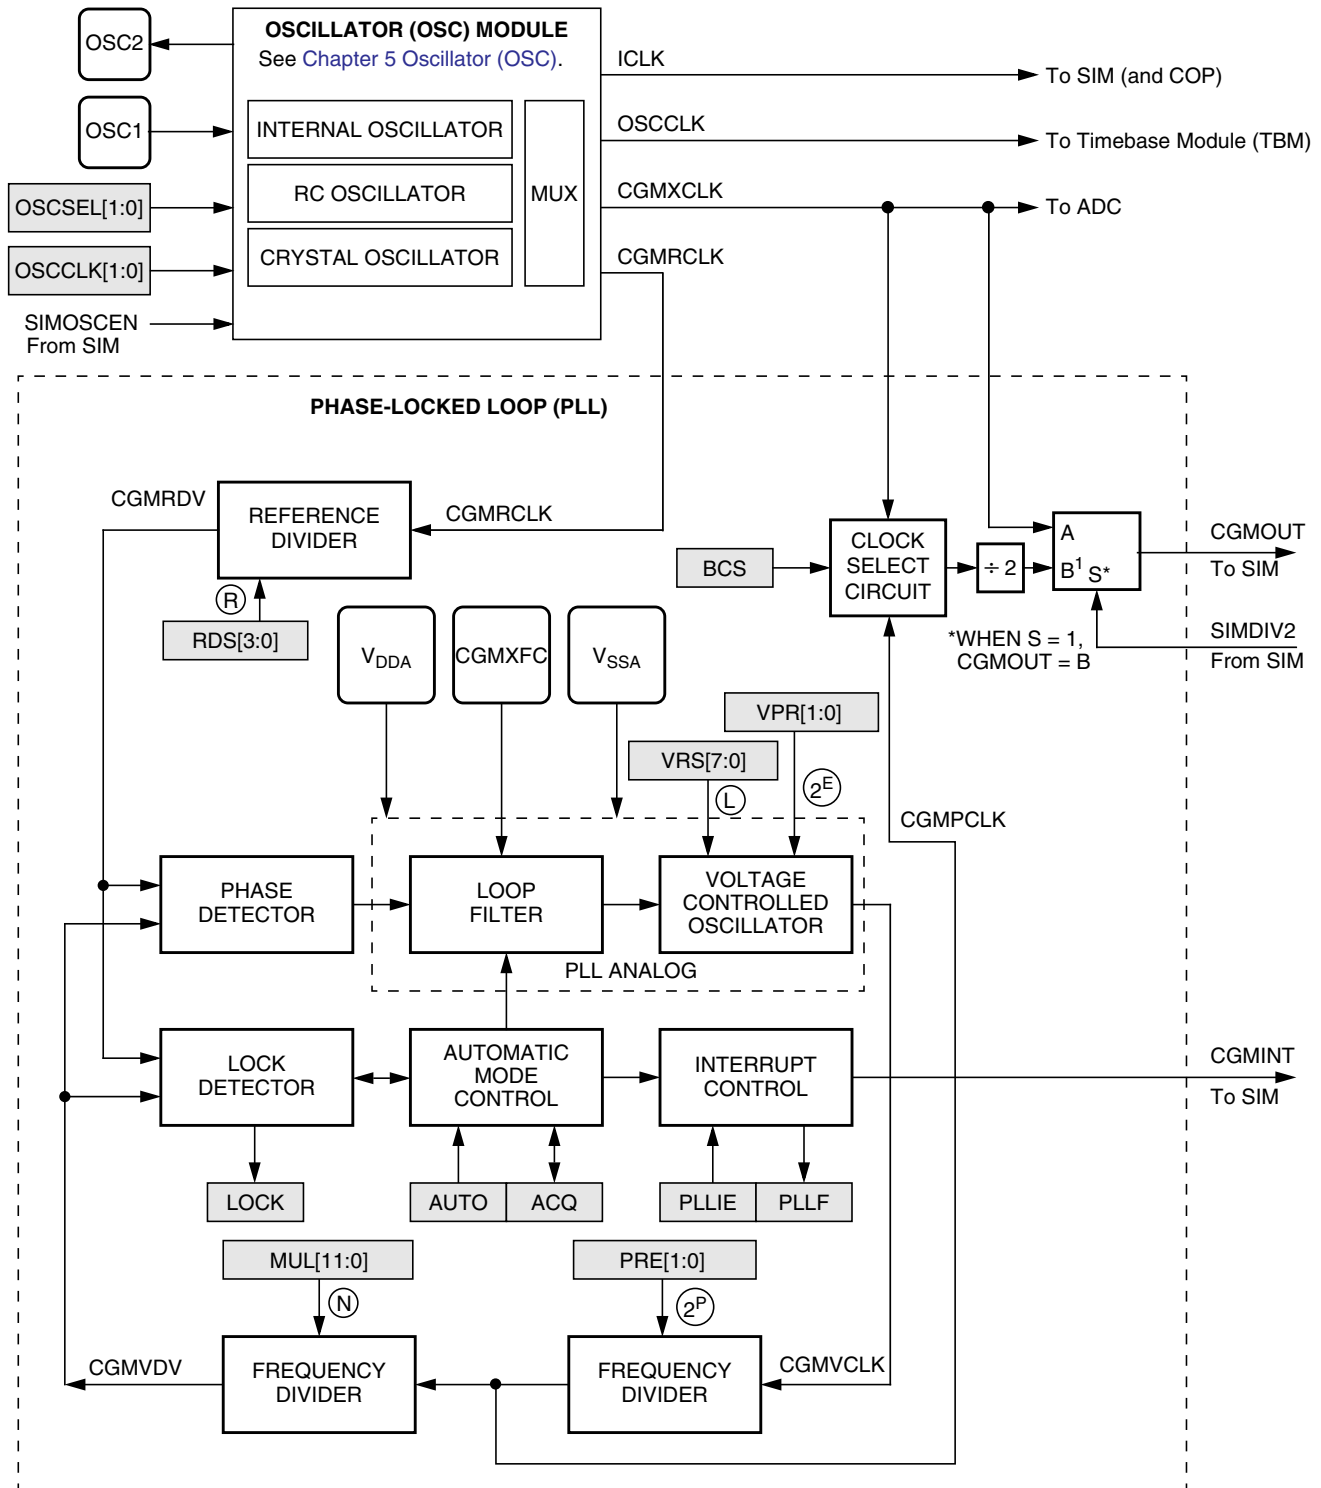 OSCILLATOR (OSC) MODULE
See Chapter 5 Oscillator (OSC).
OSC2
OSC1
OSCSEL[1:0]
OSCCLK[1:0]
SIMOSCEN
From SIM
INTERNAL OSCILLATOR
RC OSCILLATOR
CRYSTAL OSCILLATOR
MUX
ICLK
To SIM (and COP)
OSCCLK
To Timebase Module (TBM)
CGMXCLK
To ADC
CGMRCLK
PHASE-LOCKED LOOP (PLL)
CGMRDV
REFERENCE
DIVIDER
CGMRCLK
R
RDS[3:0]
BCS
CLOCK
SELECT
CIRCUIT
÷ 2
A
B¹ S*
CGMOUT
To SIM
*WHEN S = 1,
CGMOUT = B
SIMDIV2
From SIM
VDDA
CGMXFC
VSSA
VPR[1:0]
VRS[7:0]
L
2^E
CGMPCLK
PHASE
DETECTOR
LOOP
FILTER
VOLTAGE
CONTROLLED
OSCILLATOR
PLL ANALOG
LOCK
DETECTOR
AUTOMATIC
MODE
CONTROL
INTERRUPT
CONTROL
CGMINT
To SIM
LOCK
AUTO
ACQ
PLLIE
PLLF
MUL[11:0]
N
PRE[1:0]
2^P
CGMVDV
FREQUENCY
DIVIDER
FREQUENCY
DIVIDER
CGMVCLK